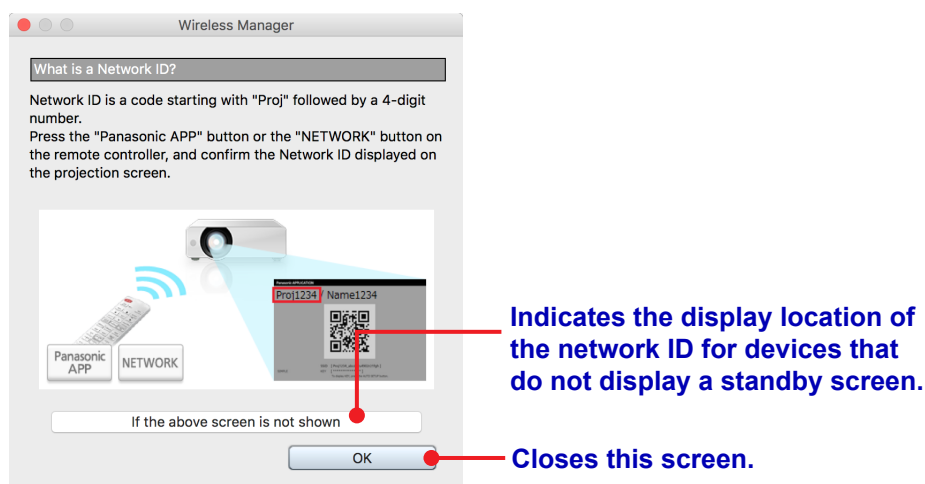 Wireless Manager
What is a Network ID?
Network ID is a code starting with "Proj" followed by a 4-digit
number.
Press the "Panasonic APP" button or the "NETWORK" button on
the remote controller, and confirm the Network ID displayed on
the projection screen.
Panasonic APPLICATION
Proj1234 / Name1234
Panasonic
APP
NETWORK
If the above screen is not shown
OK
Indicates the display location of
the network ID for devices that
do not display a standby screen.
Closes this screen.